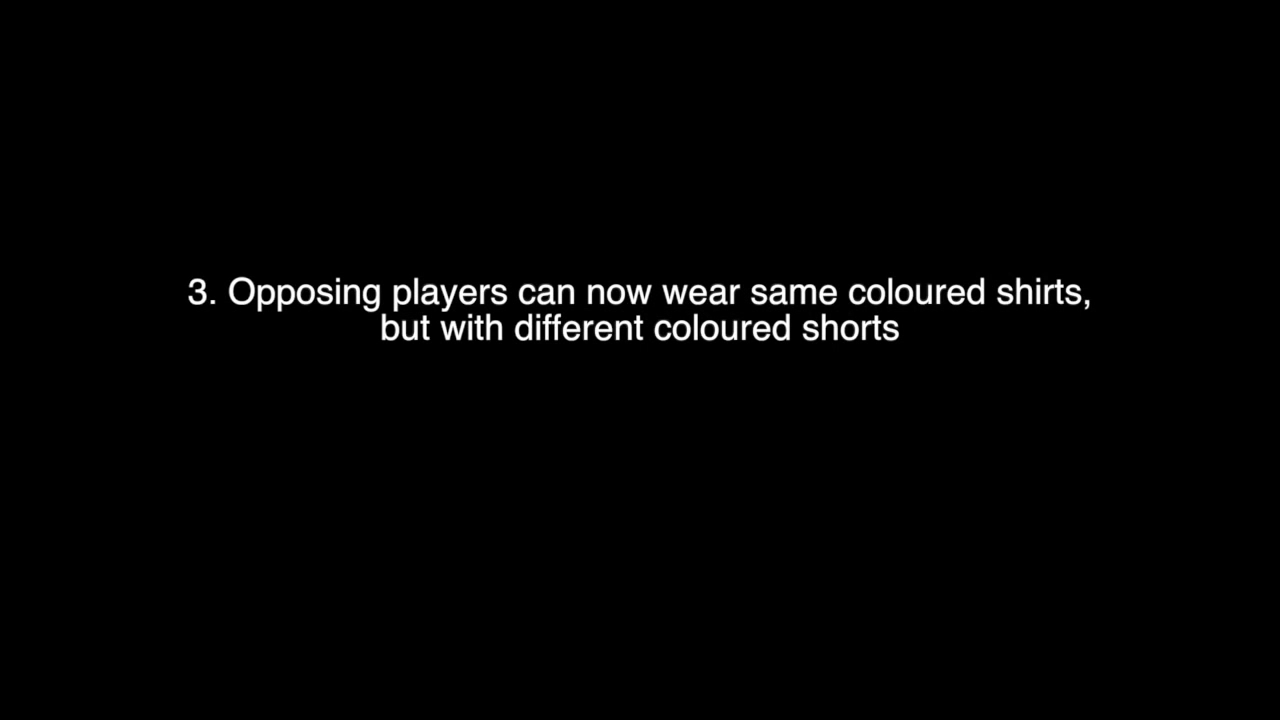 3. Opposing players can now wear same coloured shirts,
but with different coloured shorts